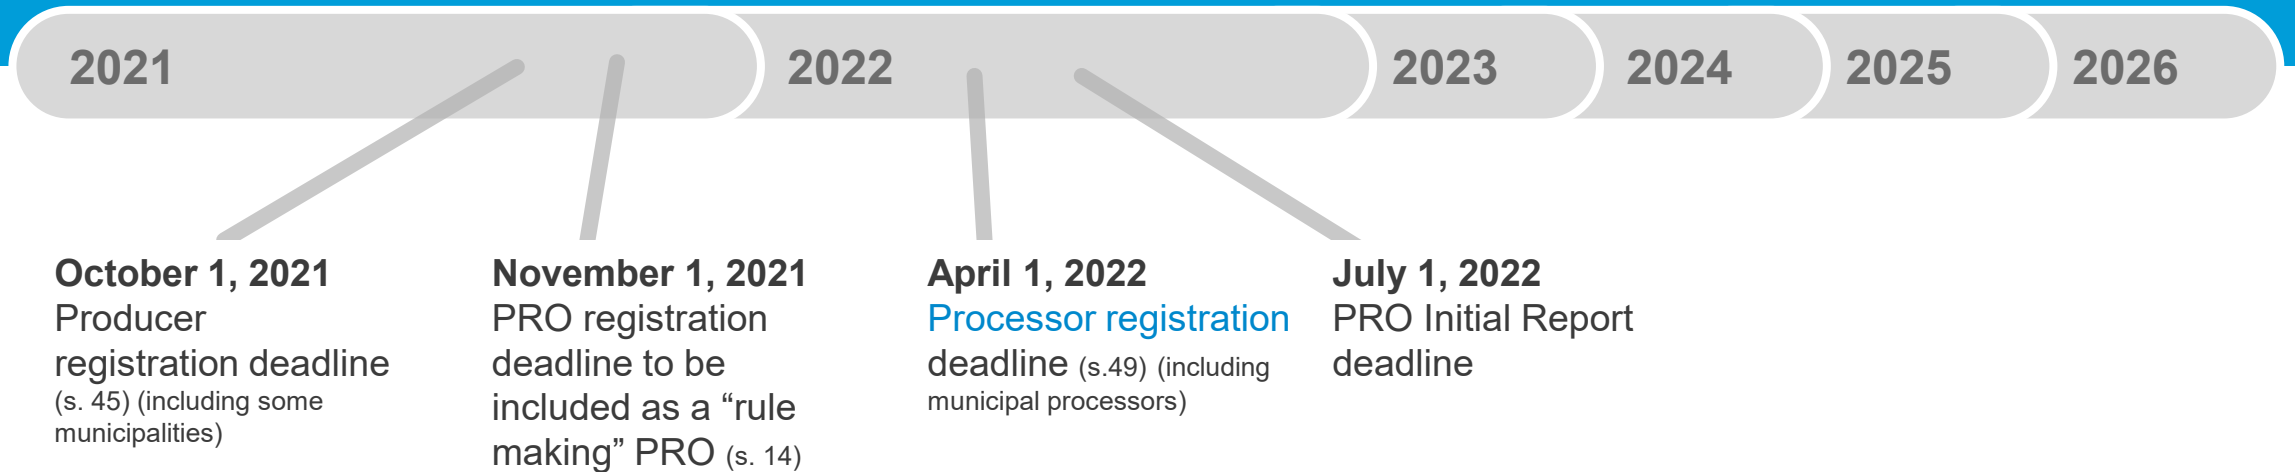 2021 2022 2023 2024 2025 2026
October 1, 2021
Producer
registration deadline
(s. 45) (including some
municipalities)
November 1, 2021
PRO registration
deadline to be
included as a “rule
making” PRO (s. 14)
April 1, 2022
Processor registration
deadline (s.49) (including
municipal processors)
July 1, 2022
PRO Initial Report
deadline